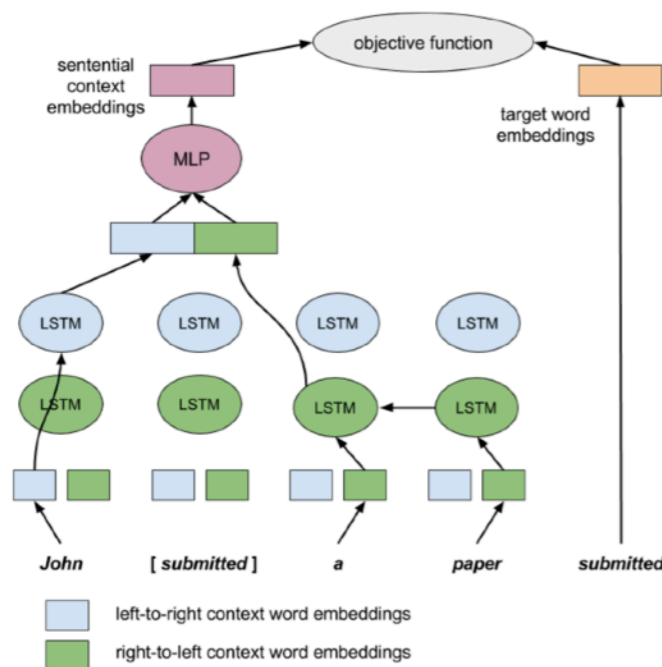 objective function
sentential
context
embeddings
target word
embeddings
MLP
LSTM LSTM LSTM LSTM
LSTM LSTM LSTM LSTM
John [ submitted ] a paper submitted
left-to-right context word embeddings
right-to-left context word embeddings